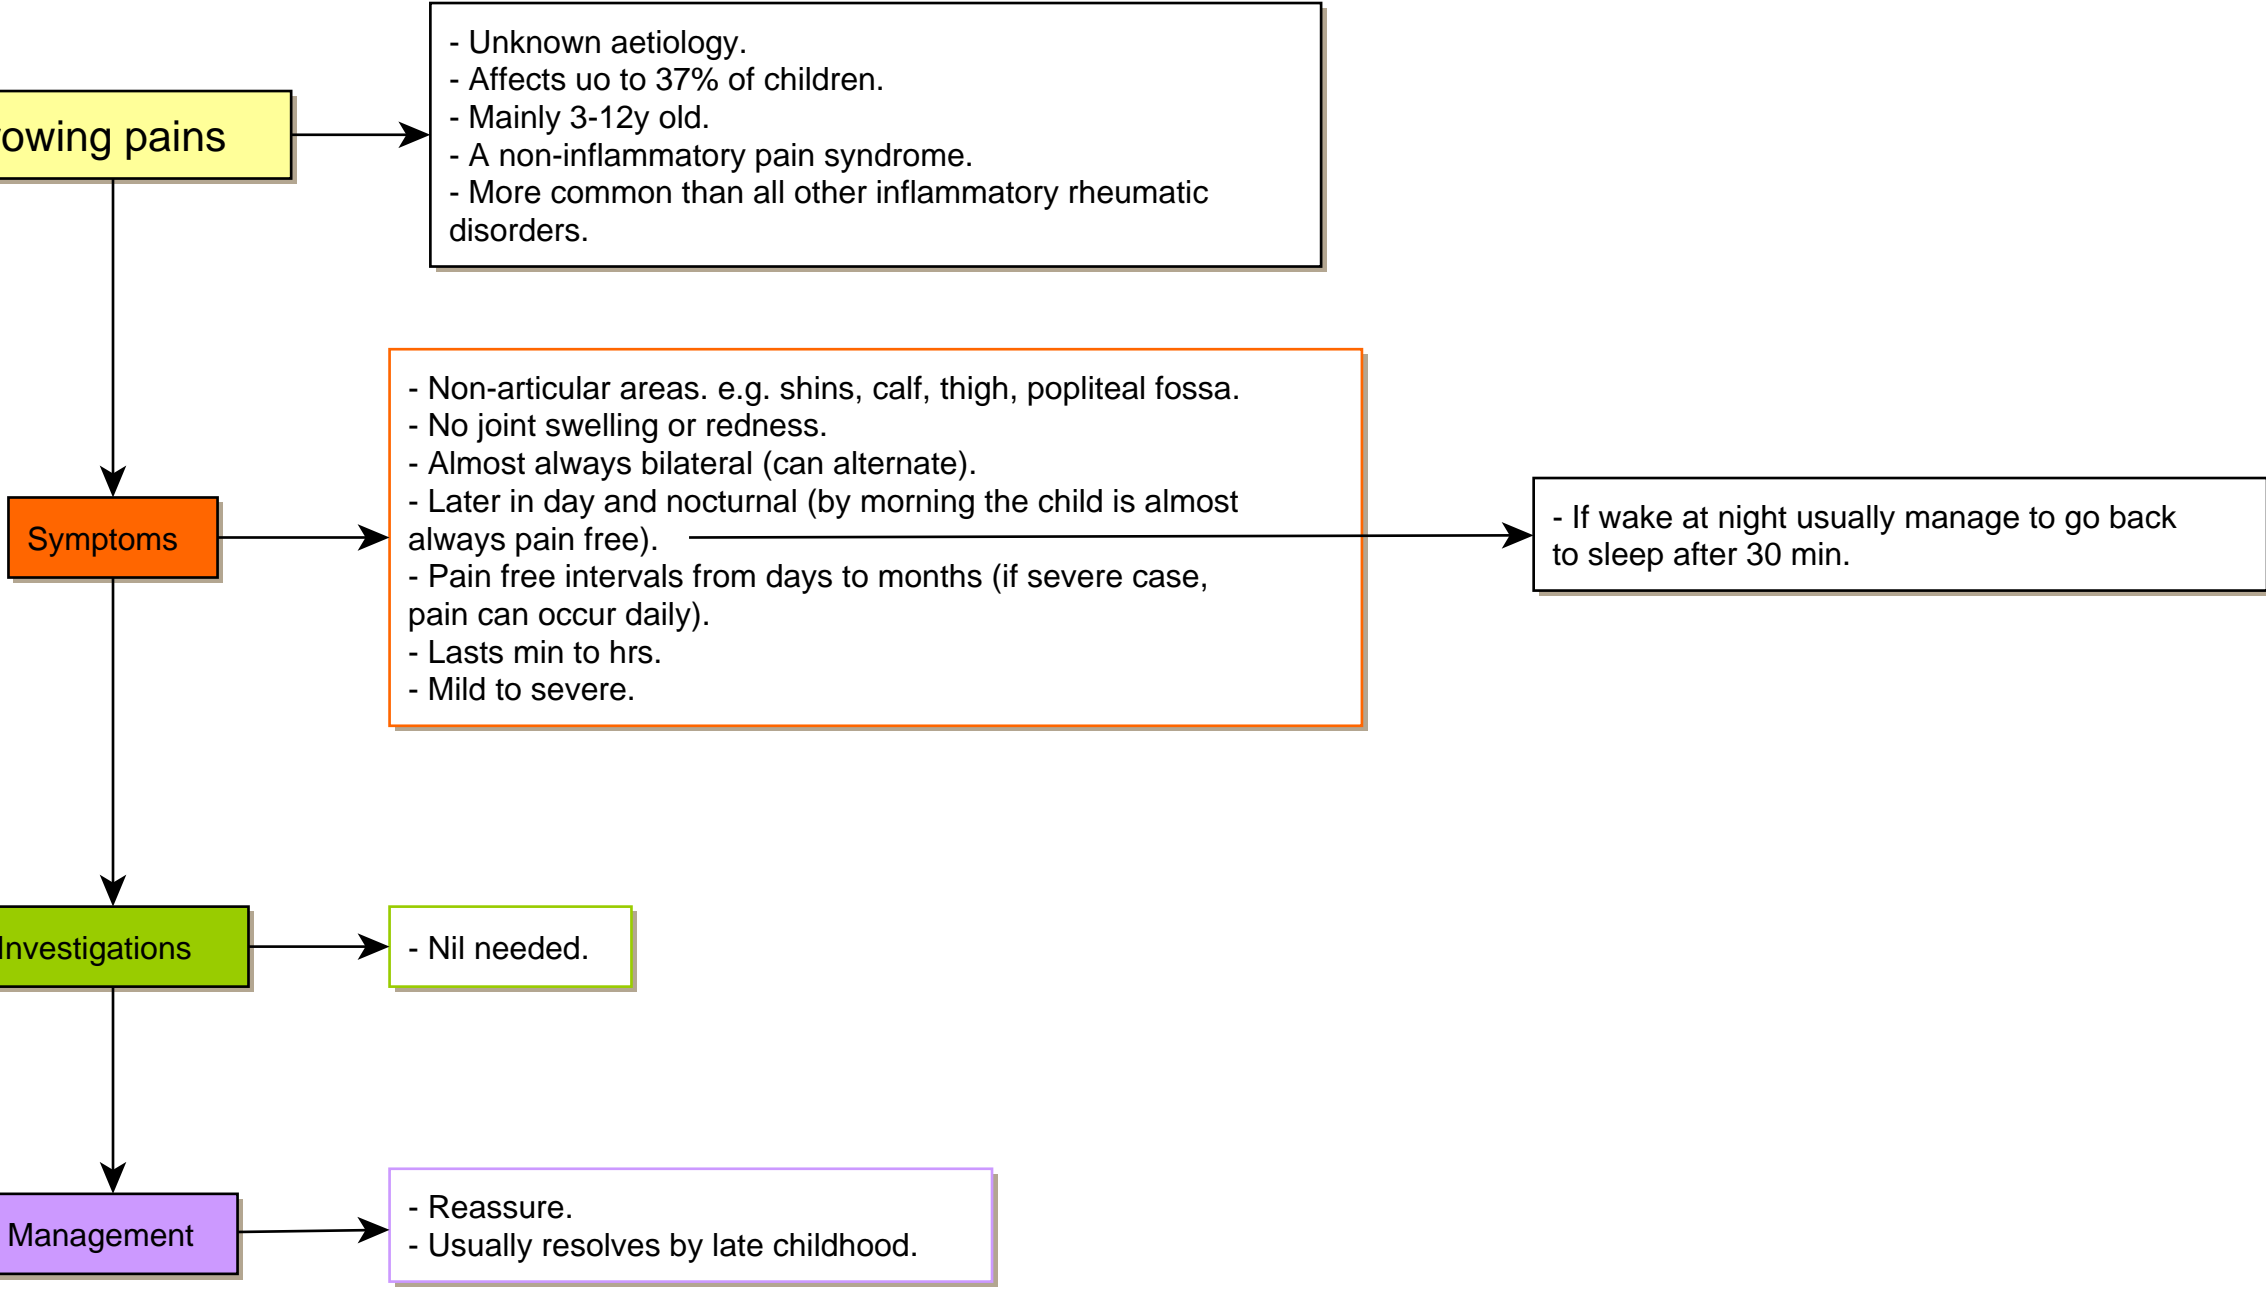 - Unknown aetiology.
- Affects uo to 37% of children.
- Mainly 3-12y old.
- A non-inflammatory pain syndrome.
- More common than all other inflammatory rheumatic
disorders.
owing pains
- Non-articular areas. e.g. shins, calf, thigh, popliteal fossa.
- No joint swelling or redness.
- Almost always bilateral (can alternate).
- Later in day and nocturnal (by morning the child is almost
always pain free).
- Pain free intervals from days to months (if severe case,
pain can occur daily).
- Lasts min to hrs.
- Mild to severe.
Symptoms
- If wake at night usually manage to go back
to sleep after 30 min.
Investigations
- Nil needed.
Management
- Reassure.
- Usually resolves by late childhood.